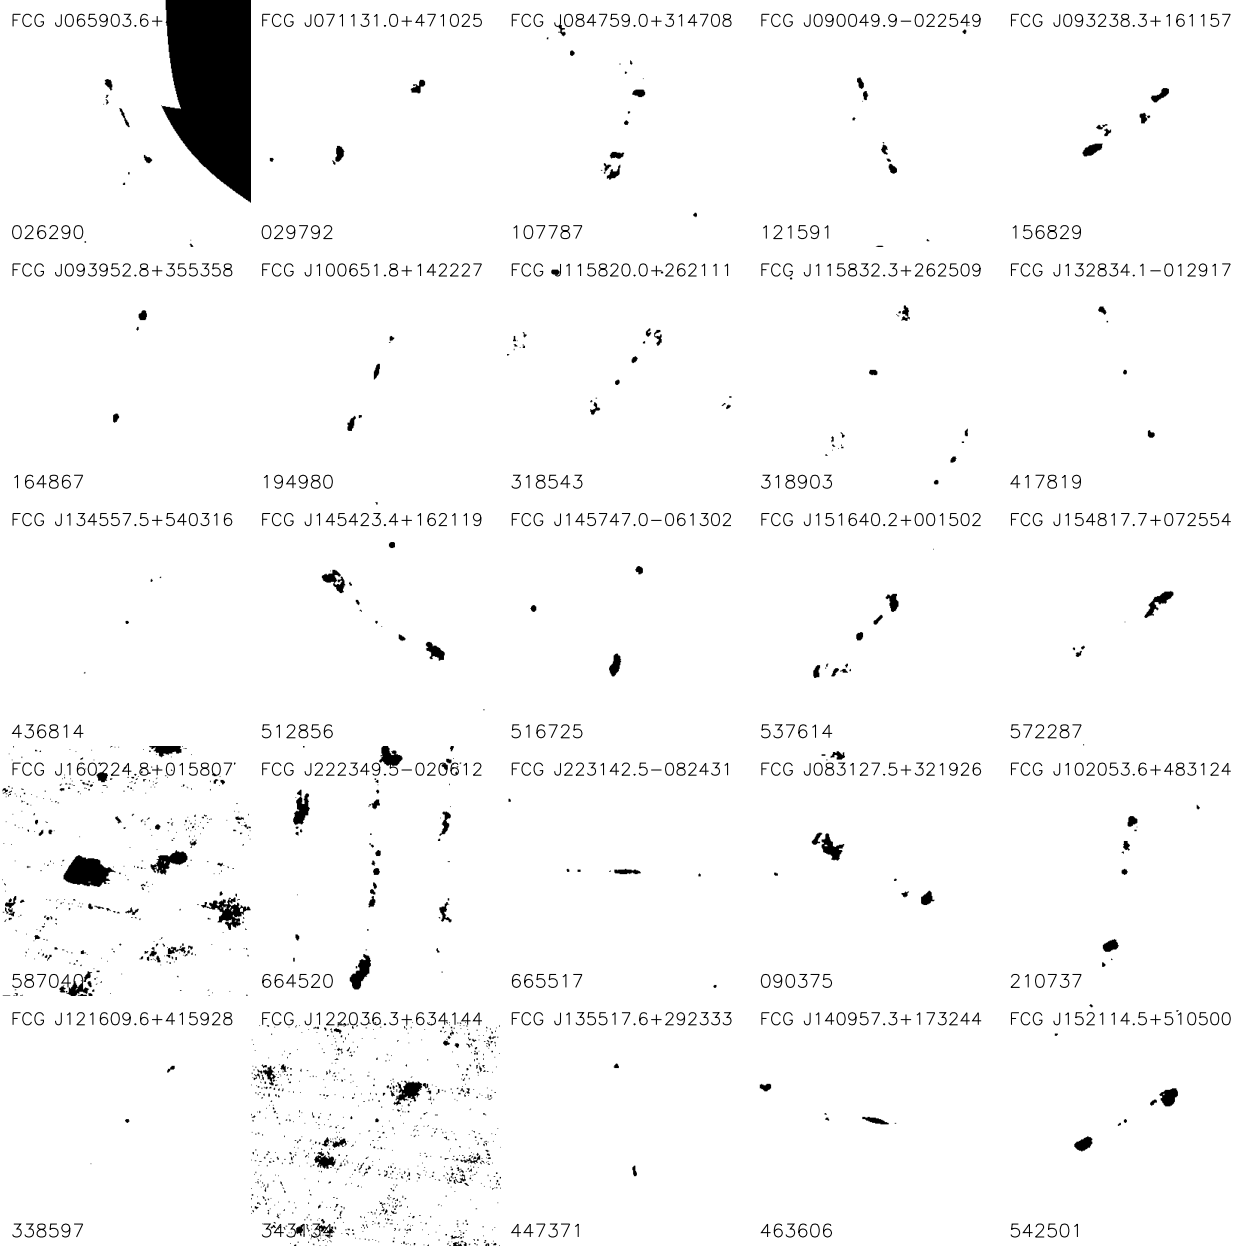 FCG J065903.6+
FCG J071131.0+471025
FCG J084759.0+314708
FCG J090049.9−022549
FCG J093238.3+161157
026290
029792
107787
121591
156829
FCG J093952.8+355358
FCG J100651.8+142227
FCG J115820.0+262111
FCG J115832.3+262509
FCG J132834.1−012917
164867
194980
318543
318903
417819
FCG J134557.5+540316
FCG J145423.4+162119
FCG J145747.0−061302
FCG J151640.2+001502
FCG J154817.7+072554
436814
512856
516725
537614
572287
FCG J160224.8+015807
FCG J222349.5−020612
FCG J223142.5−082431
FCG J083127.5+321926
FCG J102053.6+483124
587040
664520
665517
090375
210737
FCG J121609.6+415928
FCG J122036.3+634144
FCG J135517.6+292333
FCG J140957.3+173244
FCG J152114.5+510500
338597
343134
447371
463606
542501